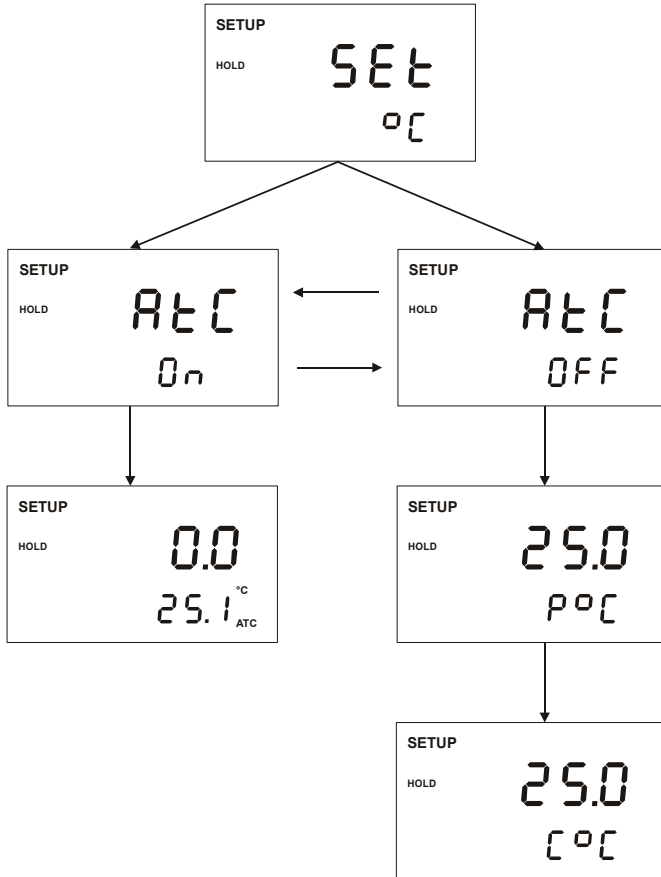 SETUP
HOLD
SEt
°C
SETUP
HOLD
AtC
On
SETUP
HOLD
AtC
OFF
SETUP
HOLD
0.0
25.1 °C
ATC
SETUP
HOLD
25.0
P°C
SETUP
HOLD
25.0
C°C